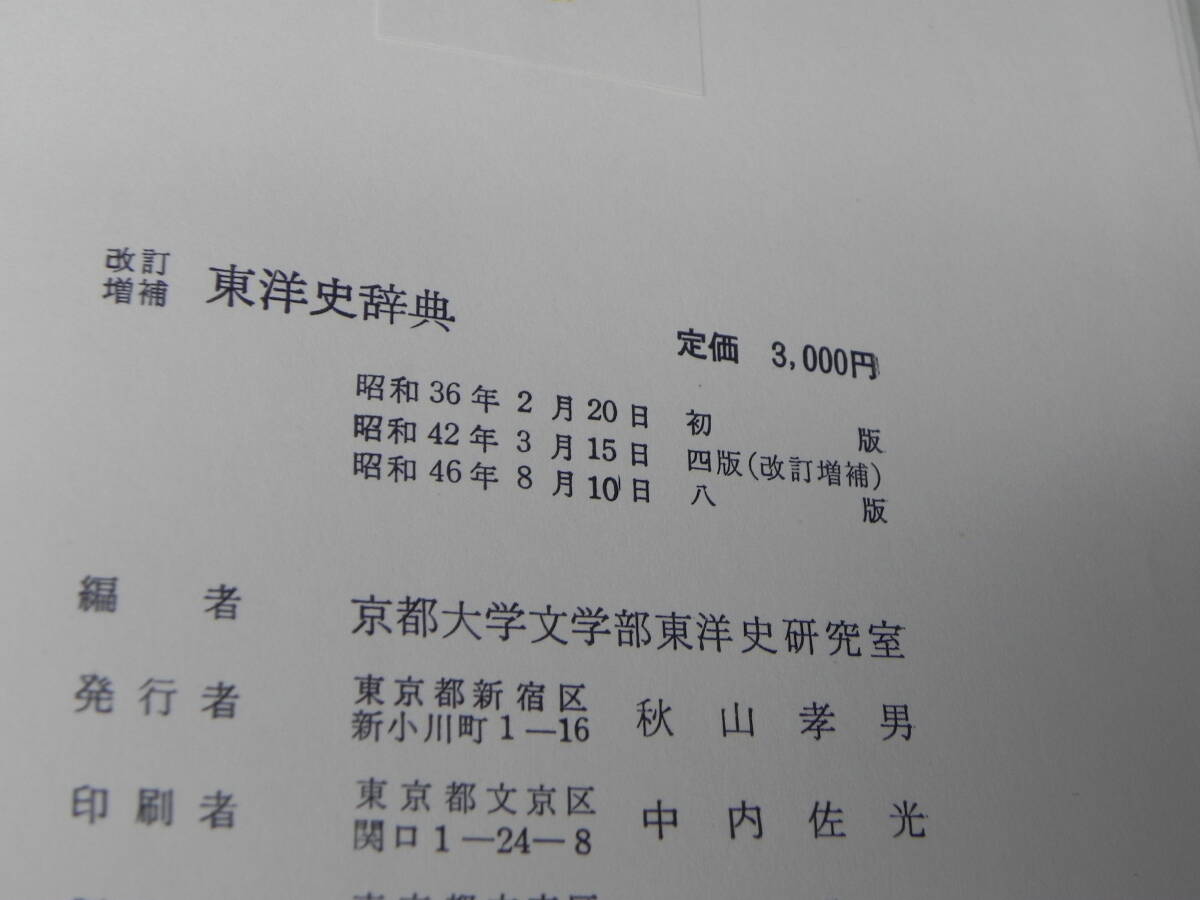 改訂
増補 東洋史辞典
定価 3,000円
昭和36年2月20日 初版
昭和42年3月15日 四版(改訂増補)
昭和46年8月10日 八版
編者 京都大学文学部東洋史研究室
発行者 東京都新宿区
新小川町1—16 秋山孝男
印刷者 東京都文京区
関口1—24—8 中内佐光